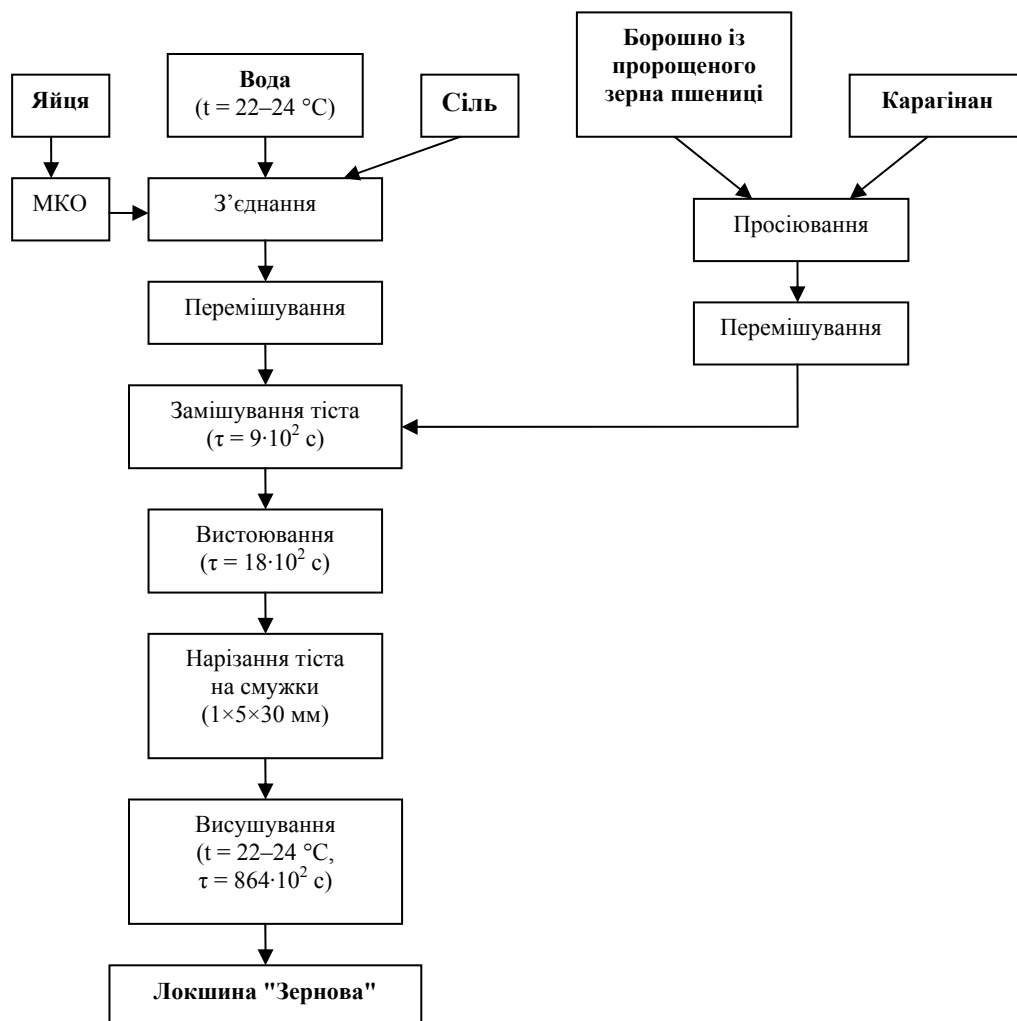 Яйця
Вода
(t = 22–24 °С)
Сіль
Борошно із
пророщеного
зерна пшениці
Карагінан
МКО
З’єднання
Просіювання
Перемішування
Перемішування
Замішування тіста
(τ = 9·10² с)
Вистоювання
(τ = 18·10² с)
Нарізання тіста
на смужки
(1×5×30 мм)
Висушування
(t = 22–24 °С,
τ = 864·10² с)
Локшина "Зернова"